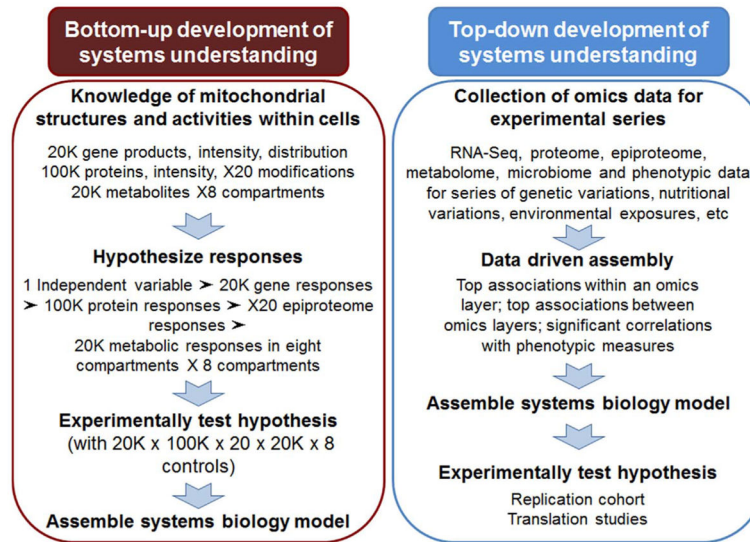 Bottom-up development of
systems understanding
Knowledge of mitochondrial
structures and activities within cells
20K gene products, intensity, distribution
100K proteins, intensity, X20 modifications
20K metabolites X8 compartments
Hypothesize responses
1 Independent variable ➤ 20K gene responses
➤ 100K protein responses ➤ X20 epiproteome
responses ➤
20K metabolic responses in eight
compartments X 8 compartments
Experimentally test hypothesis
(with 20K x 100K x 20 x 20K x 8
controls)
Assemble systems biology model
Top-down development of
systems understanding
Collection of omics data for
experimental series
RNA-Seq, proteome, epiproteome,
metabolome, microbiome and phenotypic data
for series of genetic variations, nutritional
variations, environmental exposures, etc
Data driven assembly
Top associations within an omics
layer; top associations between
omics layers; significant correlations
with phenotypic measures
Assemble systems biology model
Experimentally test hypothesis
Replication cohort
Translation studies